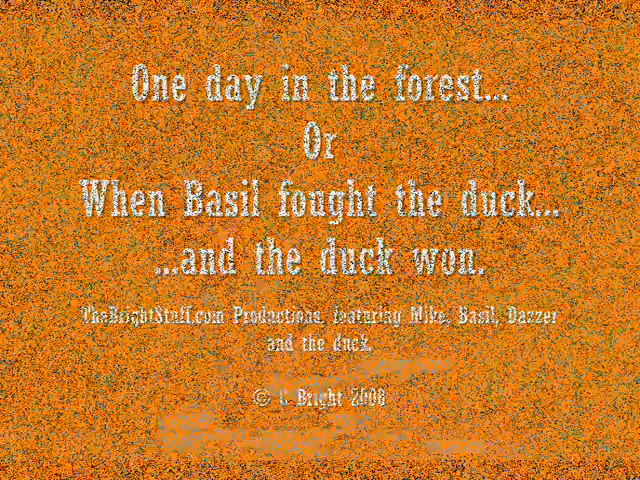 One day in the forest...
Or
When Basil fought the duck...
...and the duck won.
TheBrightStuff.com Productions, featuring Mike, Basil, Dazzer
and the duck.
© C Bright 2008